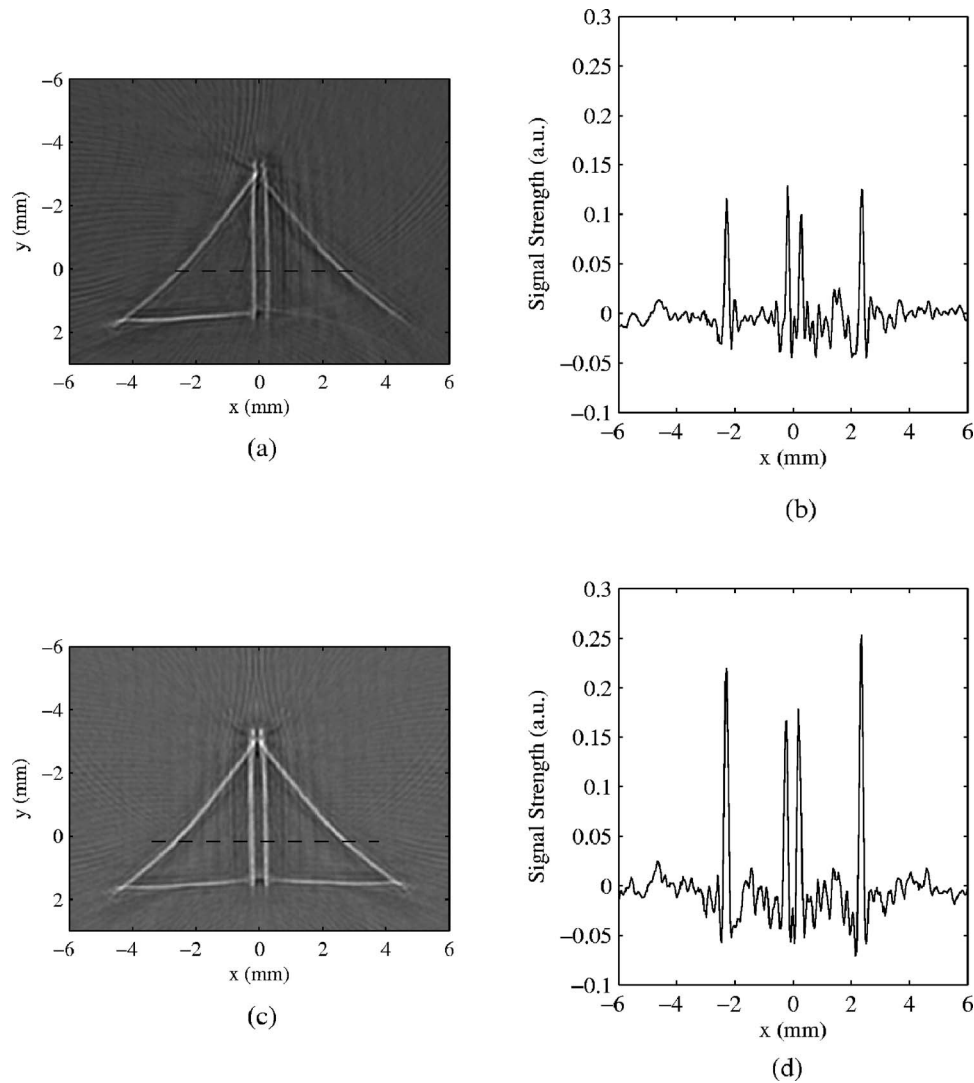 −6
−4
−2
0
2
y (mm)
−6 −4 −2 0 2 4 6
x (mm)
(a)
0.3
0.25
0.2
0.15
0.1
0.05
0
−0.05
−0.1
Signal Strength (a.u.)
−6 −4 −2 0 2 4 6
x (mm)
(b)
−6
−4
−2
0
2
y (mm)
−6 −4 −2 0 2 4 6
x (mm)
(c)
0.3
0.25
0.2
0.15
0.1
0.05
0
−0.05
−0.1
Signal Strength (a.u.)
−6 −4 −2 0 2 4 6
x (mm)
(d)